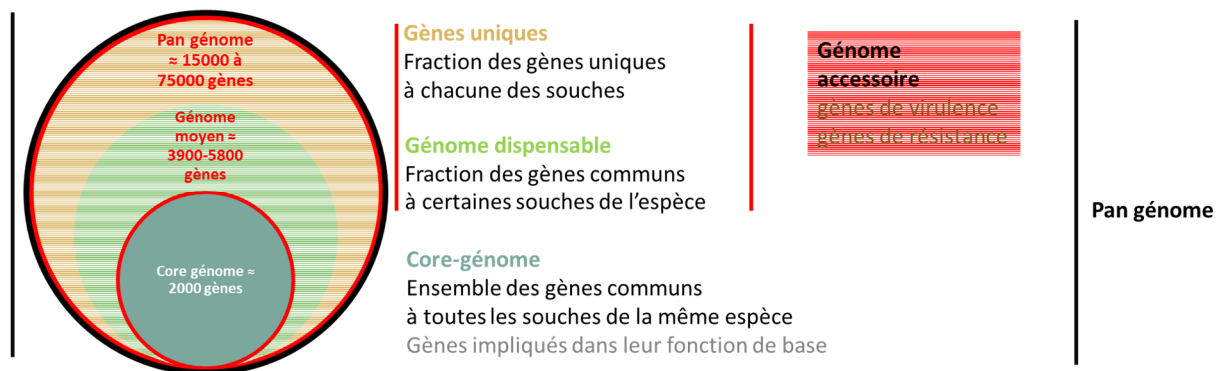 Pan génome
≈ 15000 à
75000 gènes
Génome
moyen ≈
3900-5800
gènes
Core génome ≈
2000 gènes
Gènes uniques
Fraction des gènes uniques
à chacune des souches
Génome dispensable
Fraction des gènes communs
à certaines souches de l’espèce
Core-génome
Ensemble des gènes communs
à toutes les souches de la même espèce
Gènes impliqués dans leur fonction de base
Génome
accessoire
gènes de virulence
gènes de résistance
Pan génome